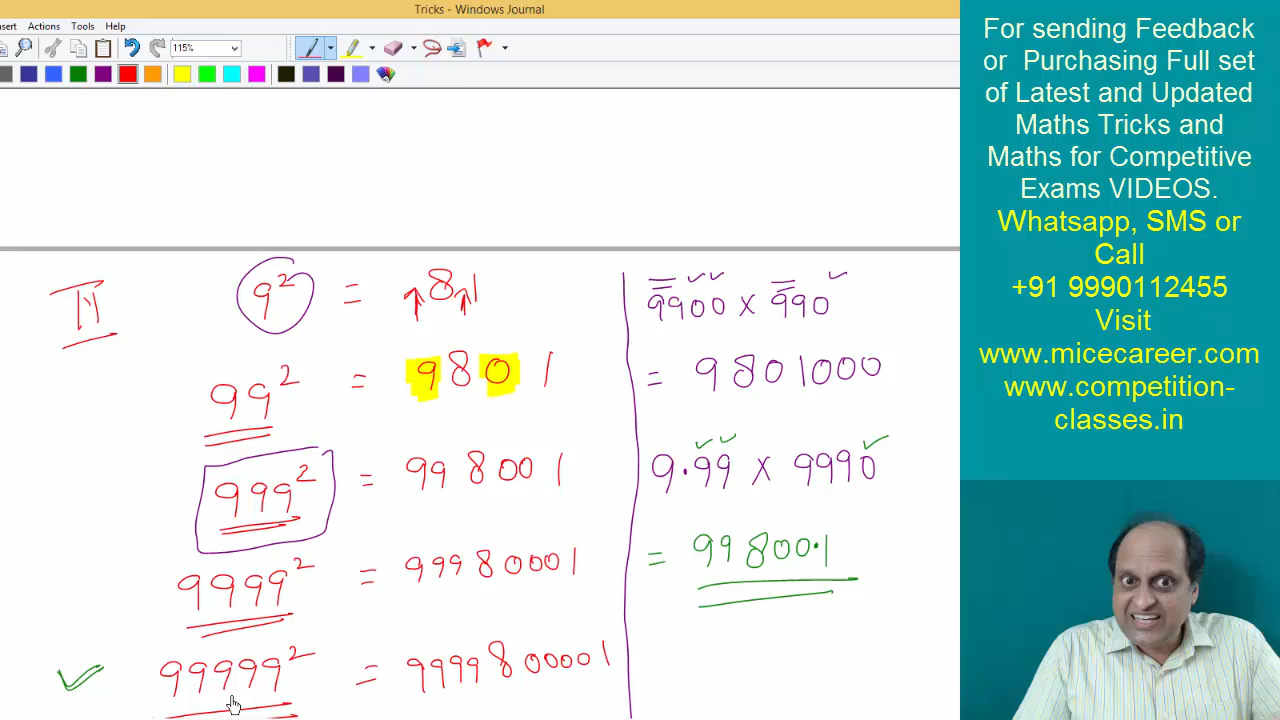 Tricks - Windows Journal
nsert Actions Tools Help
115%
II
9² = 81
99² = 9801
999² = 998001
9999² = 99980001
99999² = 9999800001
9900 x 990
= 9801000
9.99 x 9990
= 99800.1
For sending Feedback
or Purchasing Full set
of Latest and Updated
Maths Tricks and
Maths for Competitive
Exams VIDEOS.
Whatsapp, SMS or
Call
+91 9990112455
Visit
www.micecareer.com
www.competition-
classes.in